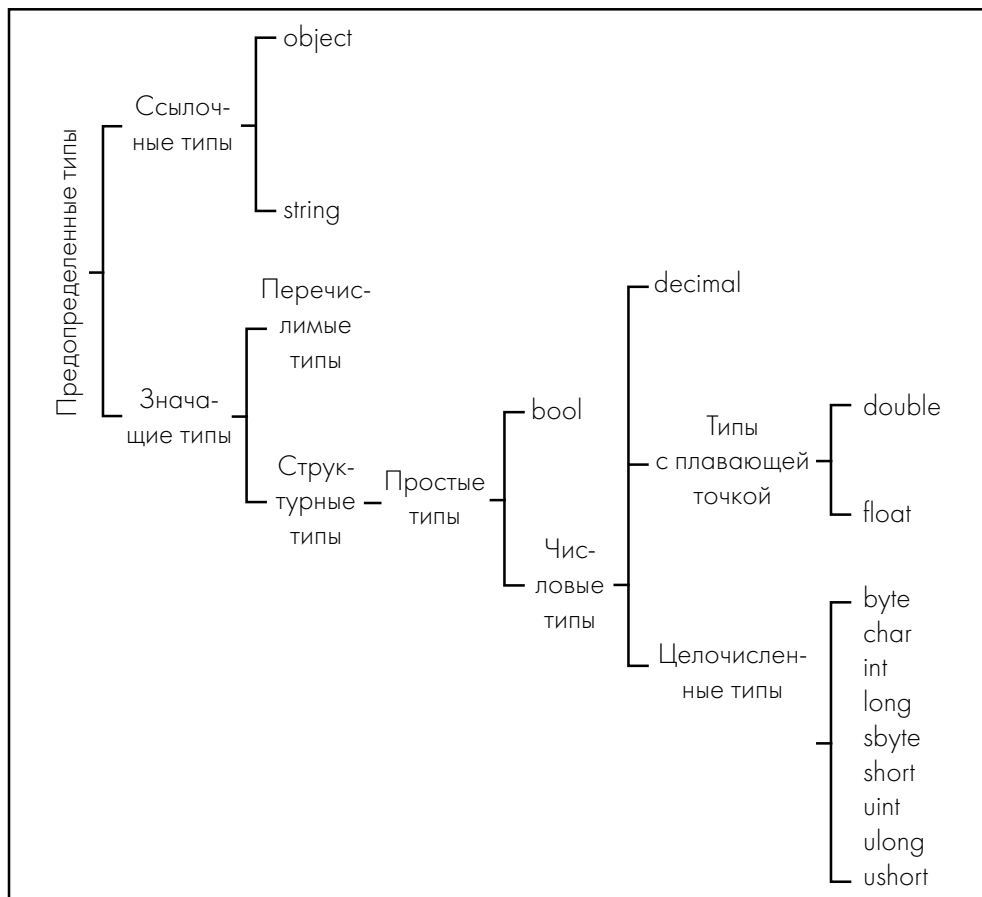 Предопределенные типы
Ссылоч-
ные типы
object
string
Знача-
щие типы
Перечис-
лимые
типы
Струк-
турные
типы
Простые
типы
bool
Чис-
ловые
типы
decimal
Типы
с плавающей
точкой
double
float
Целочислен-
ные типы
byte
char
int
long
sbyte
short
uint
ulong
ushort